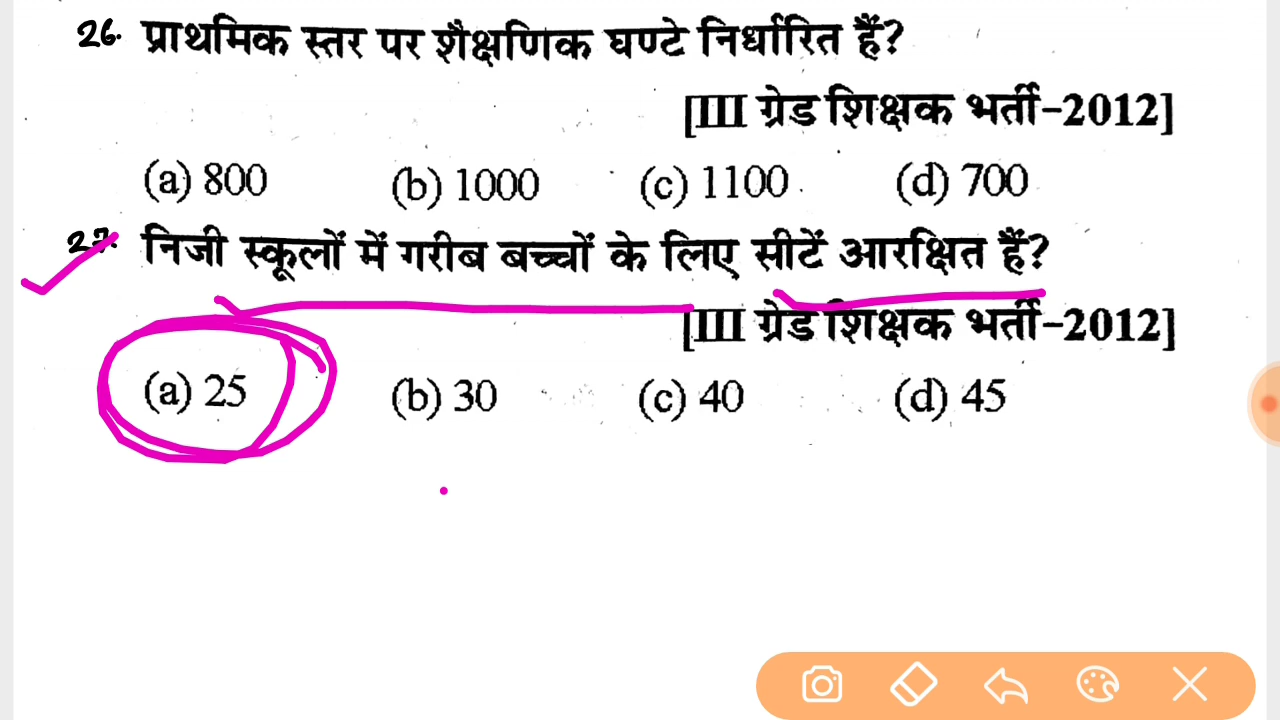 26. प्राथमिक स्तर पर शैक्षणिक घण्टे निर्धारित हैं?
[III ग्रेड शिक्षक भर्ती-2012]
(a) 800 (b) 1000 (c) 1100 (d) 700
27. निजी स्कूलों में गरीब बच्चों के लिए सीटें आरक्षित हैं?
[III ग्रेड शिक्षक भर्ती-2012]
(a) 25 (b) 30 (c) 40 (d) 45